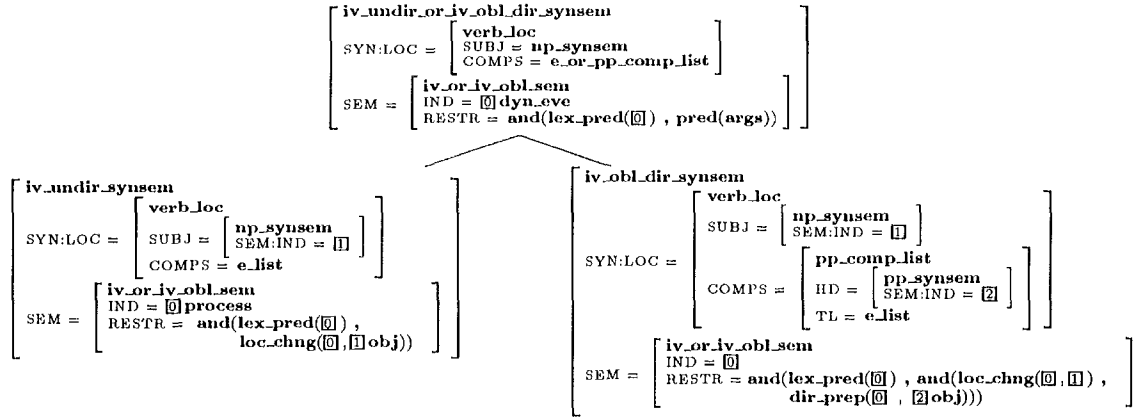 iv_undir_or_iv_obl_dir_synsem
verb_loc
SYN:LOC = SUBJ = np_synsem
COMPS = e_or_pp_comp_list
iv_or_iv_obl_sem
SEM = IND = [0] dyn_eve
RESTR = and(lex_pred([0]) , pred(args))
iv_undir_synsem
verb_loc
np_synsem
SYN:LOC = SUBJ = SEM:IND = [1]
COMPS = e_list
iv_or_iv_obl_sem
IND = [0] process
SEM = RESTR = and(lex_pred([0]) ,
loc_chng([0],[1]obj))
iv_obl_dir_synsem
verb_loc
np_synsem
SUBJ = SEM:IND = [1]
SYN:LOC =
pp_comp_list
pp_synsem
COMPS = HD = SEM:IND = [2]
TL = e_list
iv_or_iv_obl_sem
IND = [0]
SEM = RESTR = and(lex_pred([0]) , and(loc_chng([0],[1]) ,
dir_prep([0] , [2]obj)))